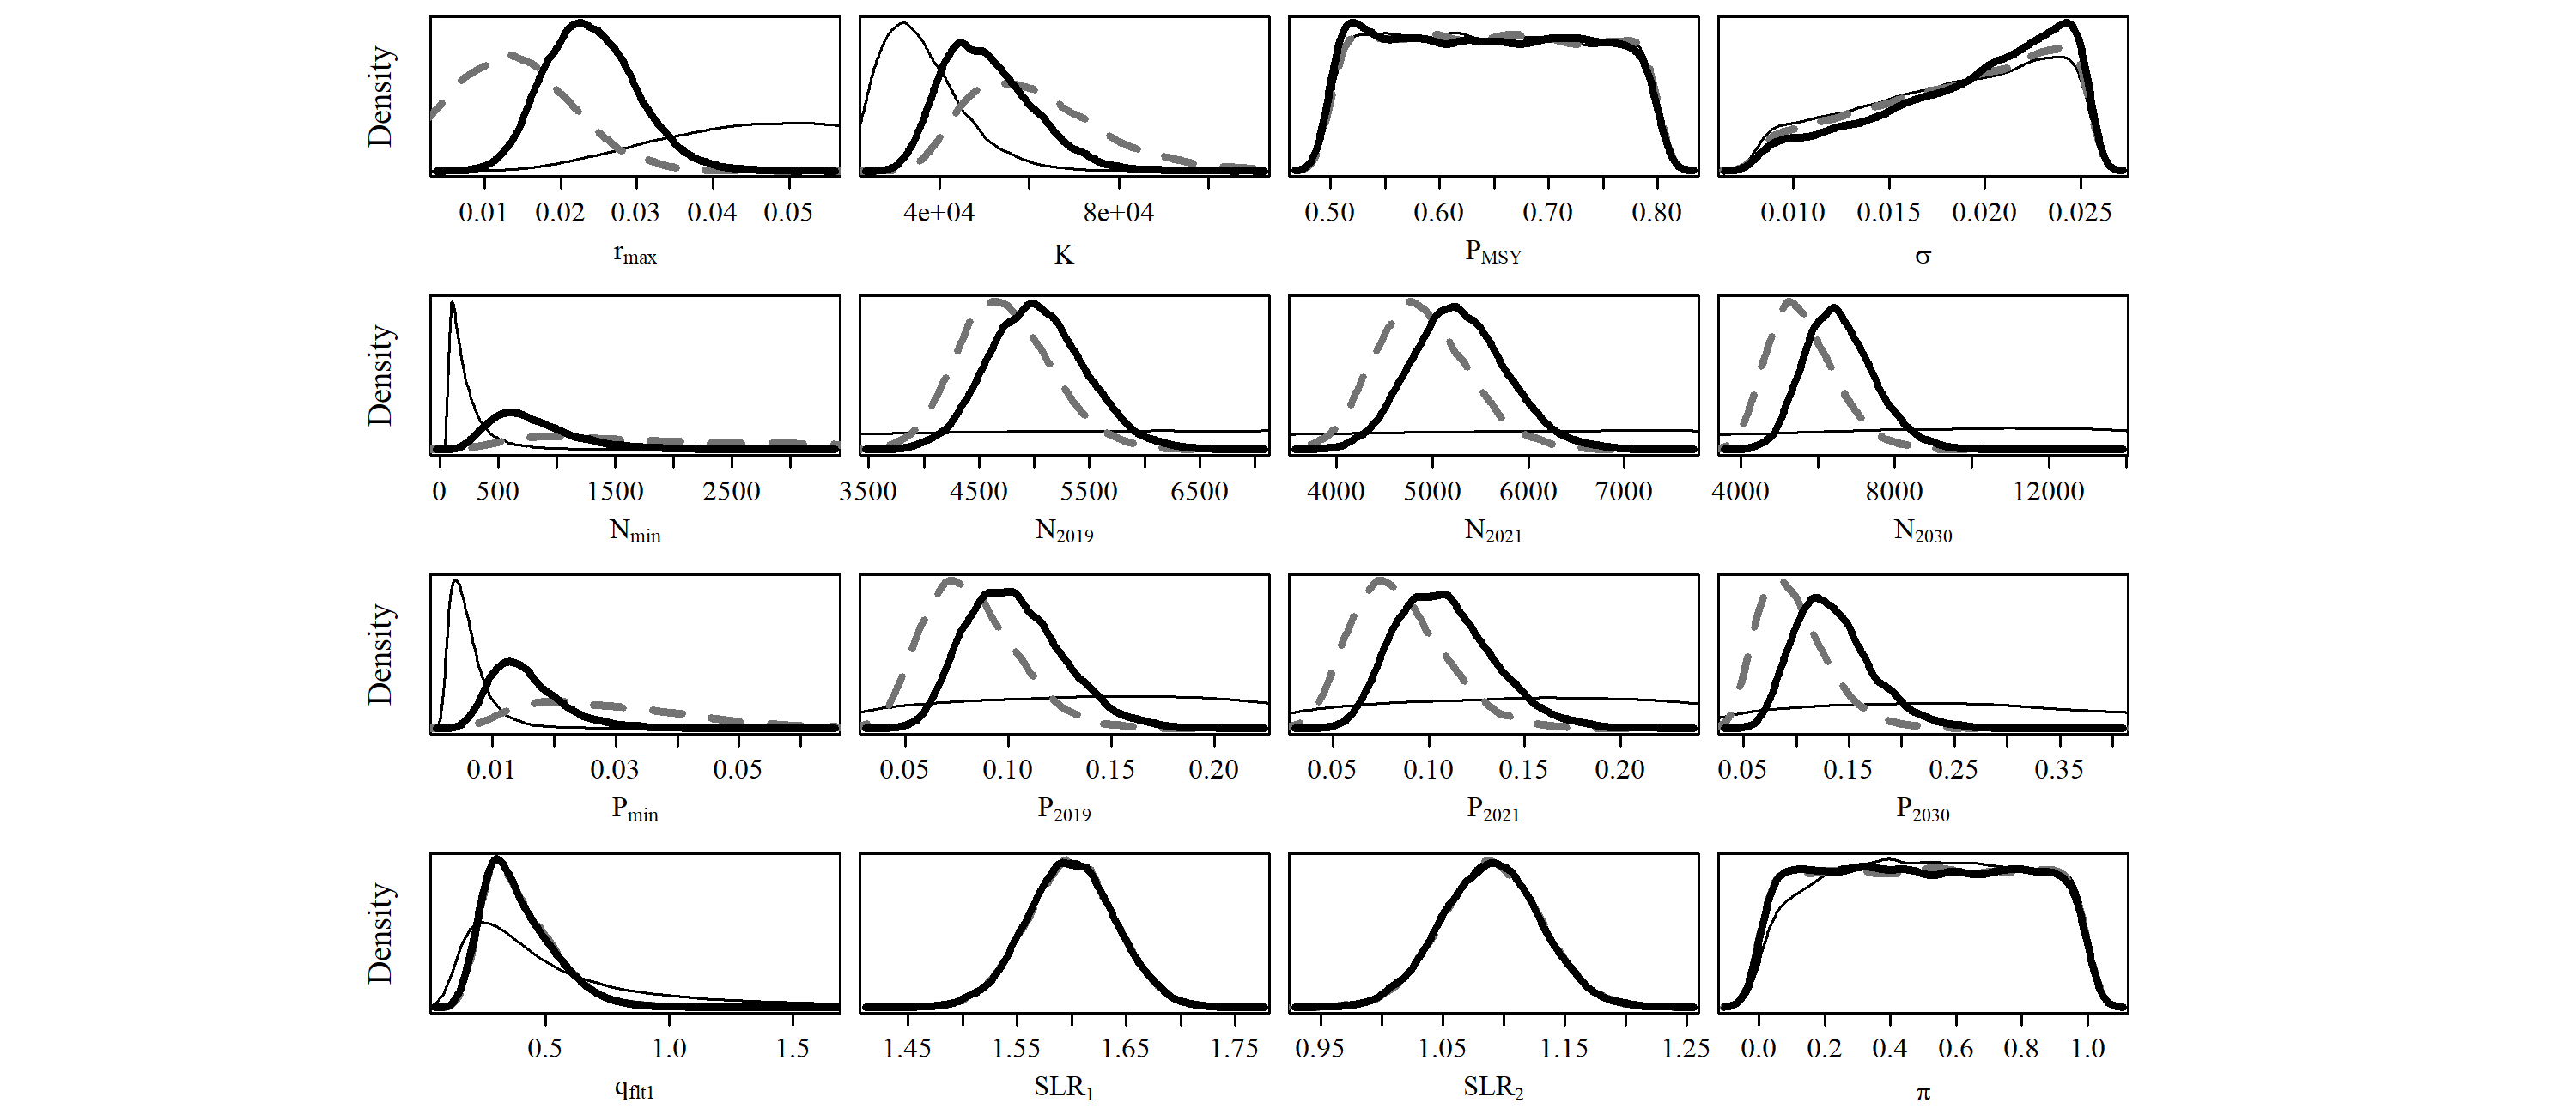 Density
0.01 0.02 0.03 0.04 0.05
rmax
4e+04 8e+04
K
0.50 0.60 0.70 0.80
PMSY
0.010 0.015 0.020 0.025
σ
Density
0 500 1500 2500
Nmin
3500 4500 5500 6500
N2019
4000 5000 6000 7000
N2021
4000 8000 12000
N2030
Density
0.01 0.03 0.05
Pmin
0.05 0.10 0.15 0.20
P2019
0.05 0.10 0.15 0.20
P2021
0.05 0.15 0.25 0.35
P2030
Density
0.5 1.0 1.5
qflt1
1.45 1.55 1.65 1.75
SLR1
0.95 1.05 1.15 1.25
SLR2
0.0 0.2 0.4 0.6 0.8 1.0
π